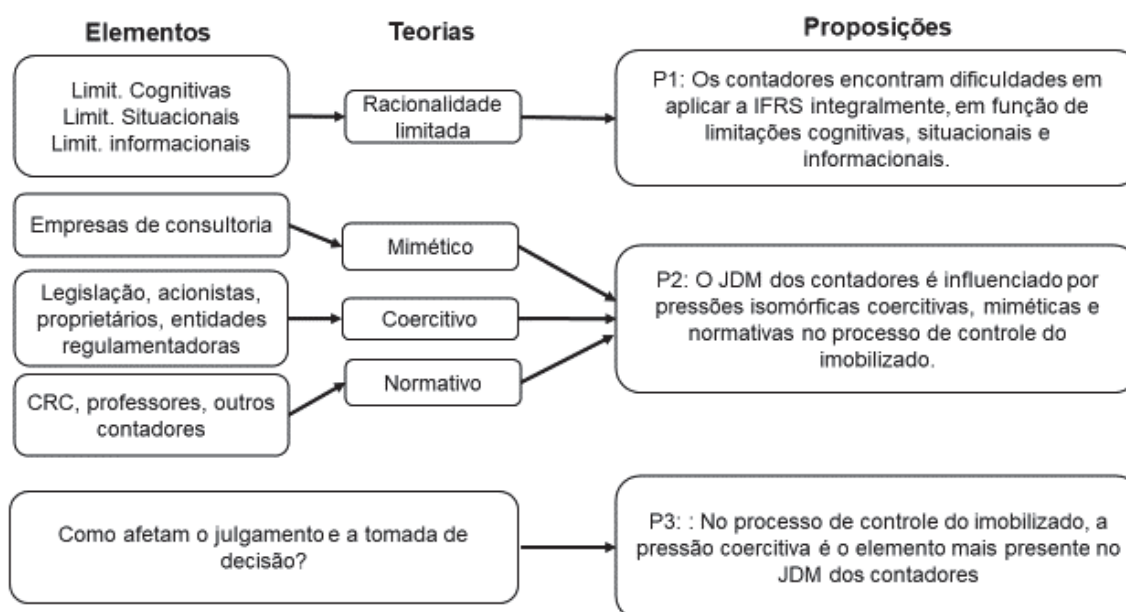 Elementos
Teorias
Proposições
Limit. Cognitivas
Limit. Situacionais
Limit. informacionais
Racionalidade
limitada
P1: Os contadores encontram dificuldades em
aplicar a IFRS integralmente, em função de
limitações cognitivas, situacionais e
informacionais.
Empresas de consultoria
Mimético
Legislação, acionistas,
proprietários, entidades
regulamentadoras
Coercitivo
CRC, professores, outros
contadores
Normativo
P2: O JDM dos contadores é influenciado por
pressões isomórficas coercitivas, miméticas e
normativas no processo de controle do
imobilizado.
Como afetam o julgamento e a tomada de
decisão?
P3: : No processo de controle do imobilizado, a
pressão coercitiva é o elemento mais presente no
JDM dos contadores